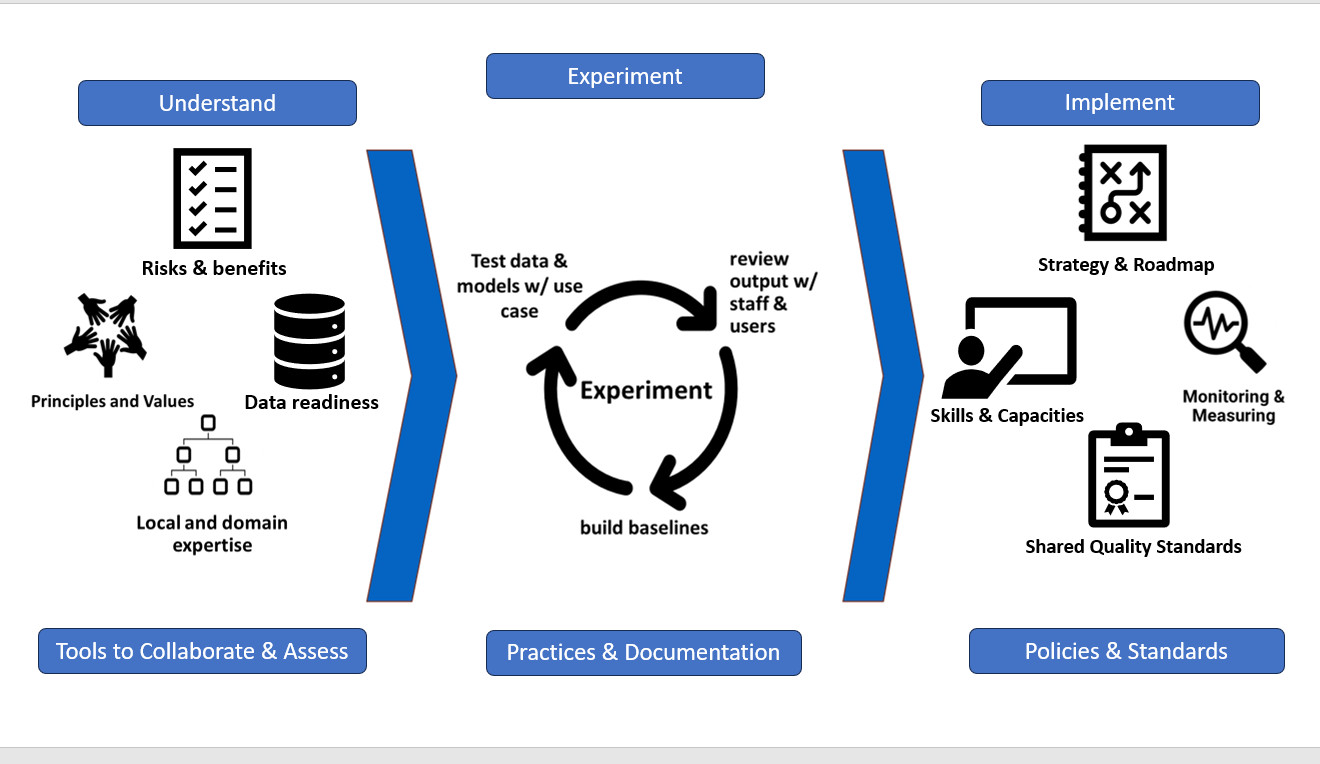 Understand
Risks & benefits
Principles and Values
Data readiness
Local and domain
expertise
Tools to Collaborate & Assess
Experiment
Test data &
models w/ use
case
review
output w/
staff &
users
Experiment
build baselines
Practices & Documentation
Implement
Strategy & Roadmap
Skills & Capacities
Monitoring &
Measuring
Shared Quality Standards
Policies & Standards